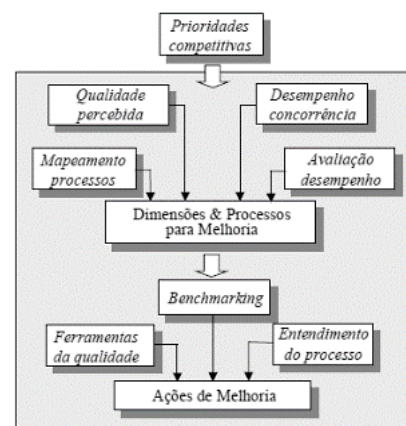 Prioridades
competitivas
Qualidade
percebida
Desempenho
concorrência
Mapeamento
processos
Avaliação
desempenho
Dimensões & Processos
para Melhoria
Benchmarking
Ferramentas
da qualidade
Entendimento
do processo
Ações de Melhoria